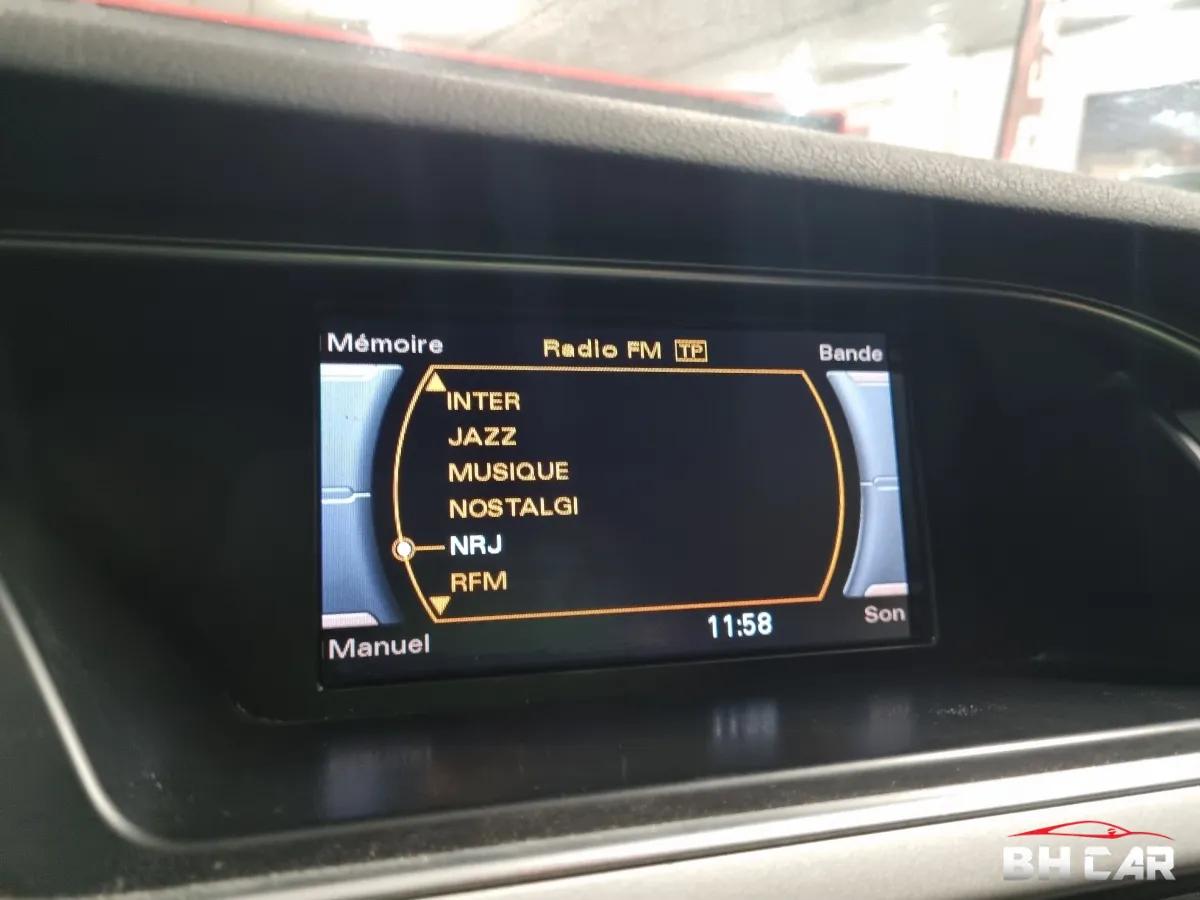 Mémoire Radio FM TP Bande
INTER
JAZZ
MUSIQUE
NOSTALGI
NRJ
RFM
11:58 Son
Manuel
BH CAR